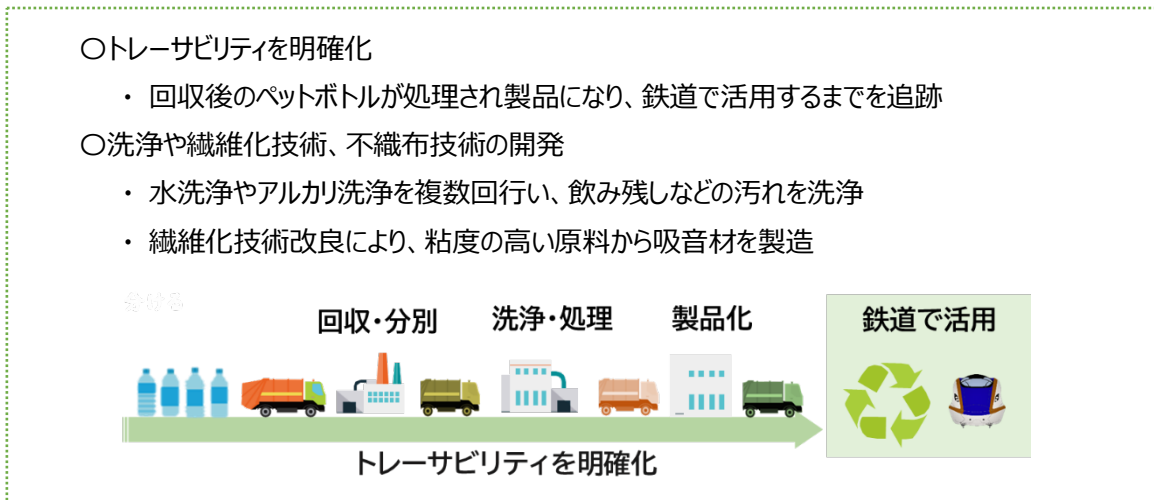 〇トレーサビリティを明確化
・ 回収後のペットボトルが処理され製品になり、鉄道で活用するまでを追跡
〇洗浄や繊維化技術、不織布技術の開発
・ 水洗浄やアルカリ洗浄を複数回行い、飲み残しなどの汚れを洗浄
・ 繊維化技術改良により、粘度の高い原料から吸音材を製造
分ける
回収・分別
洗浄・処理
製品化
鉄道で活用
トレーサビリティを明確化